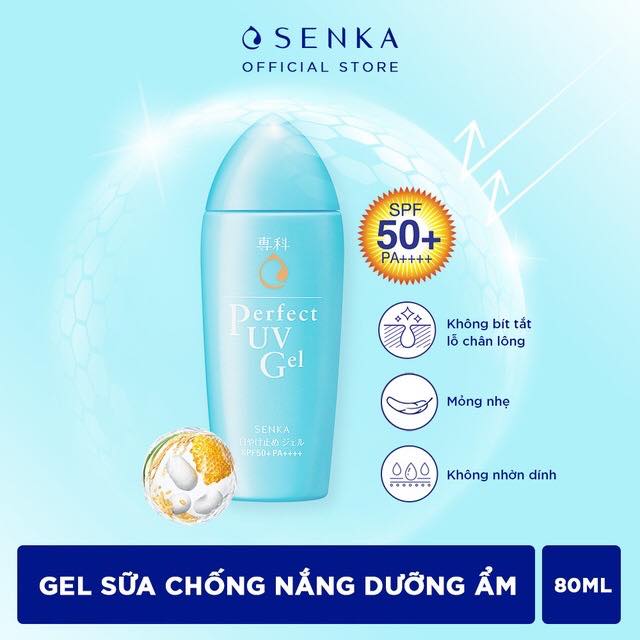 SENKA
OFFICIAL STORE
専科
Perfect
UV
Gel
SENKA
日やけ止め ジェル
SPF50+ PA++++
SPF
50+
PA++++
Không bít tắt
lỗ chân lông
Mỏng nhẹ
Không nhờn dính
GEL SỮA CHỐNG NẮNG DƯỠNG ẨM
80ML